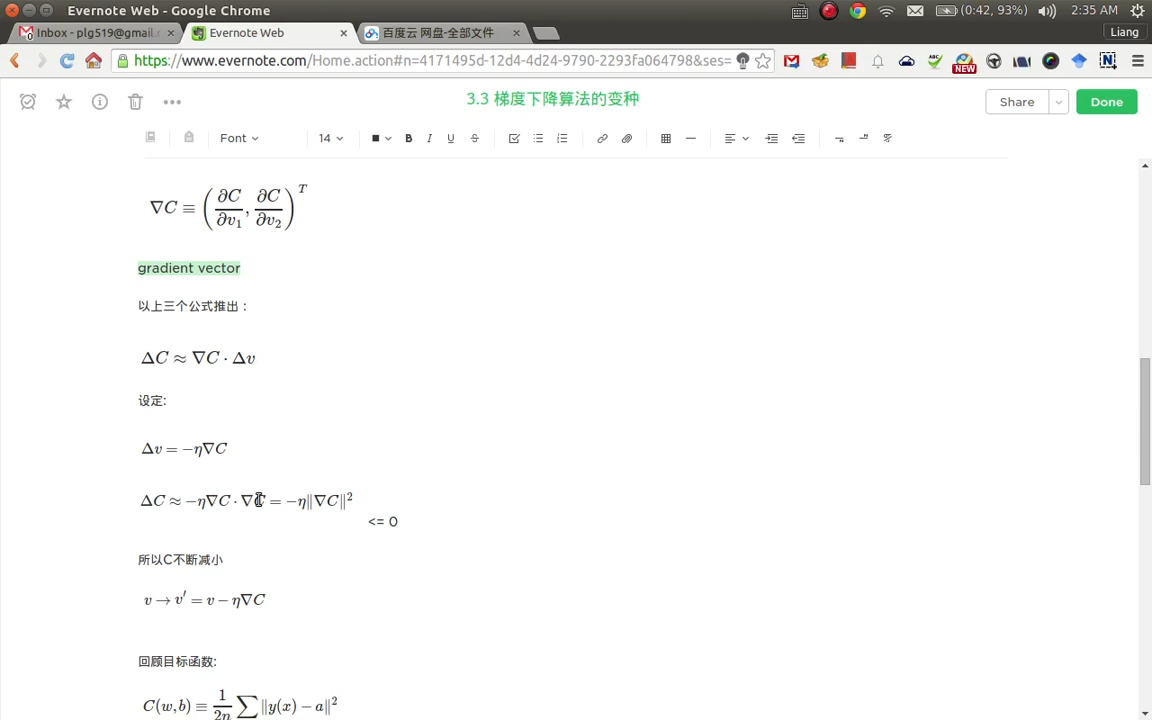 Evernote Web - Google Chrome
(0:42, 93%) 2:35 AM
Inbox - plg519@gmail.c
Evernote Web
百度云 网盘-全部文件
Liang
https://www.evernote.com/Home.action#n=4171495d-12d4-4d24-9790-2293fa064798&ses=
NEW
3.3 梯度下降算法的变种
Share
Done
Font
14
B I U
∇C ≡ (∂C/∂v₁, ∂C/∂v₂)ᵀ
gradient vector
以上三个公式推出：
ΔC ≈ ∇C · Δv
设定:
Δv = −η∇C
ΔC ≈ −η∇C · ∇C = −η‖∇C‖²
<= 0
所以C不断减小
v → v′ = v − η∇C
回顾目标函数:
C(w, b) ≡ 1/2n ∑ ‖y(x) − a‖²